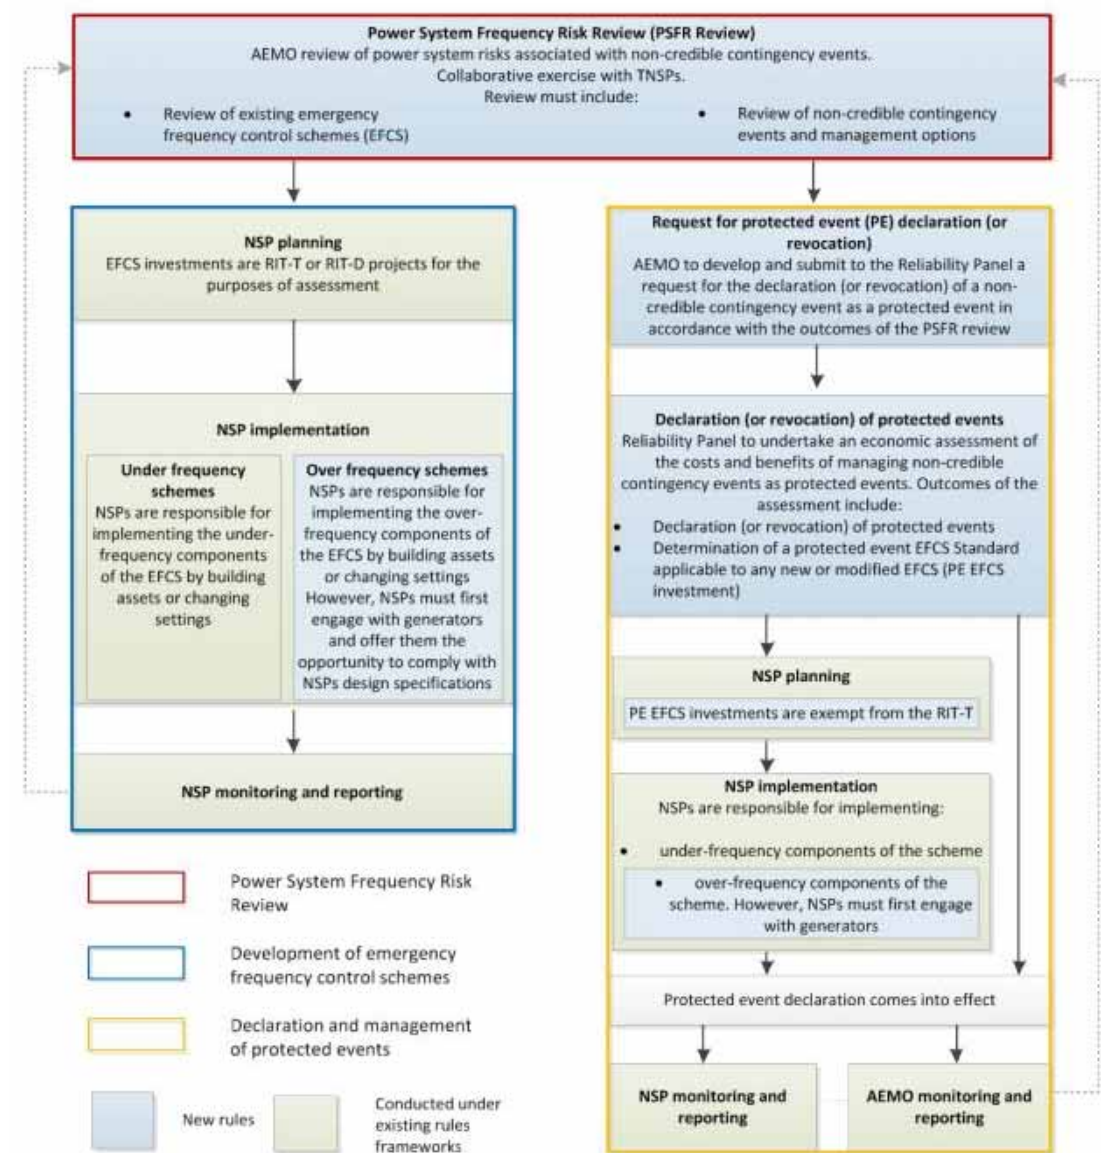 Power System Frequency Risk Review (PSFR Review)
AEMO review of power system risks associated with non-credible contingency events.
Collaborative exercise with TNSPs.
Review must include:
• Review of existing emergency
frequency control schemes (EFCS)
• Review of non-credible contingency
events and management options
NSP planning
EFCS investments are RIT-T or RIT-D projects for the
purposes of assessment
NSP implementation
Under frequency
schemes
NSPs are responsible for
implementing the under-
frequency components
of the EFCS by building
assets or changing
settings
Over frequency schemes
NSPs are responsible for
implementing the over-
frequency components of
the EFCS by building assets
or changing settings
However, NSPs must first
engage with generators
and offer them the
opportunity to comply with
NSPs design specifications
NSP monitoring and reporting
Request for protected event (PE) declaration (or
revocation)
AEMO to develop and submit to the Reliability Panel a
request for the declaration (or revocation) of a non-
credible contingency event as a protected event in
accordance with the outcomes of the PSFR review
Declaration (or revocation) of protected events
Reliability Panel to undertake an economic assessment of
the costs and benefits of managing non-credible
contingency events as protected events. Outcomes of the
assessment include:
• Declaration (or revocation) of protected events
• Determination of a protected event EFCS Standard
applicable to any new or modified EFCS (PE EFCS
investment)
NSP planning
PE EFCS investments are exempt from the RIT-T
NSP implementation
NSPs are responsible for implementing:
• under-frequency components of the scheme
• over-frequency components of the
scheme. However, NSPs must first engage
with generators
Protected event declaration comes into effect
NSP monitoring and
reporting
AEMO monitoring and
reporting
Power System Frequency Risk
Review
Development of emergency
frequency control schemes
Declaration and management
of protected events
New rules
Conducted under
existing rules
frameworks